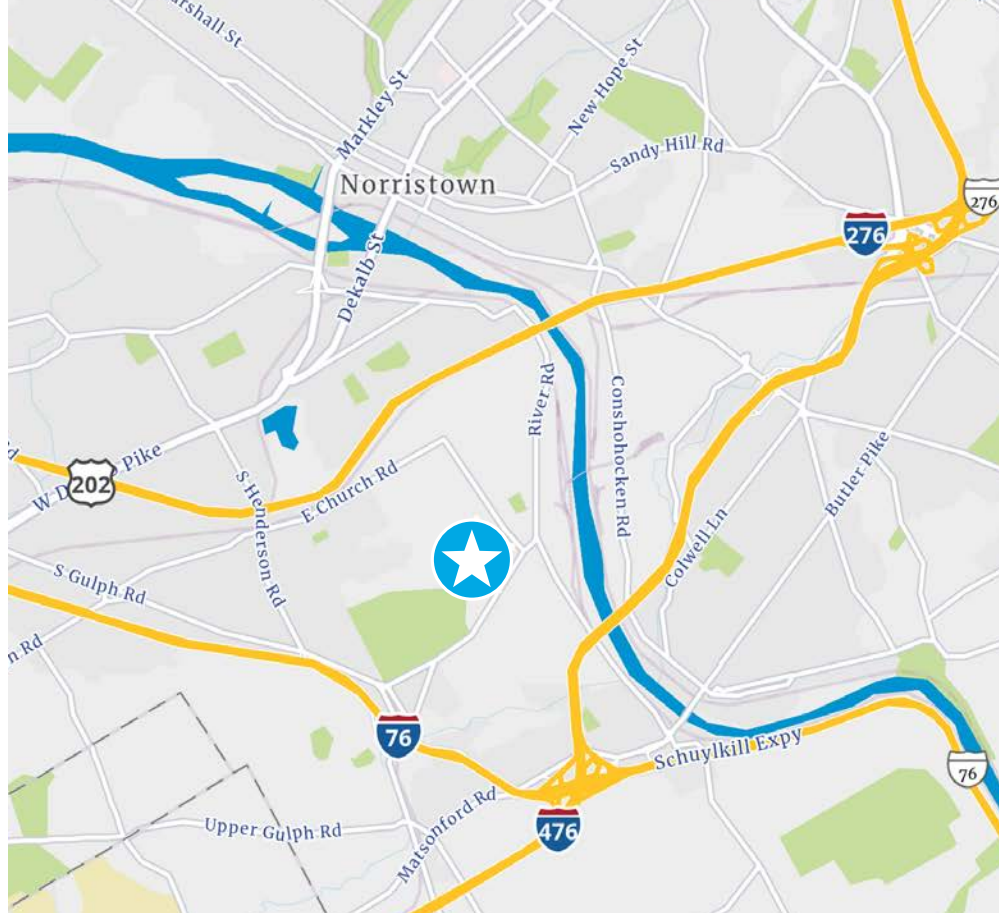 arshall St
Markley St
New Hope St
Sandy Hill Rd
Norristown
276
276
Dekalb St
River Rd
Conshohocken Rd
Butler Pike
W D
Pike
202
S Henderson Rd
E Church Rd
Colwell Ln
S Gulph Rd
n Rd
76
Schuylkill Expy
76
Matsonford Rd
476
Upper Gulph Rd